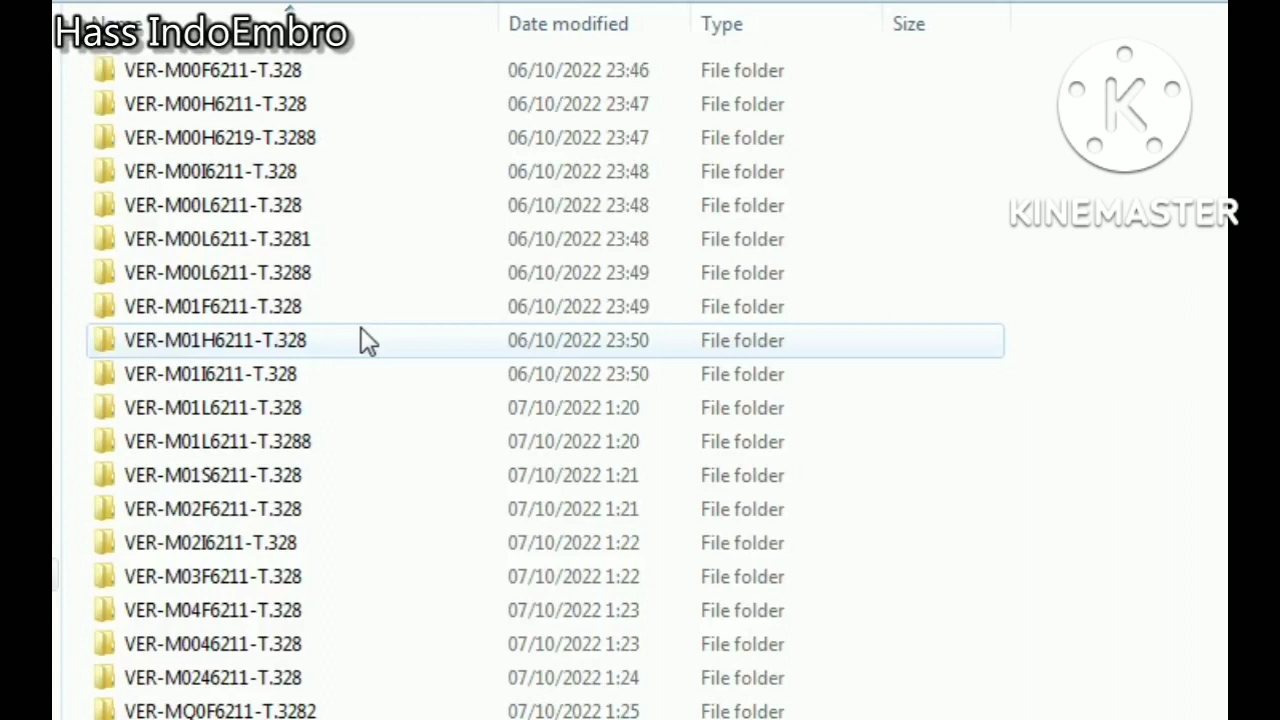 Hass IndoEmbro
Date modified Type Size
VER-M00F6211-T.328 06/10/2022 23:46 File folder
VER-M00H6211-T.328 06/10/2022 23:47 File folder
VER-M00H6219-T.3288 06/10/2022 23:47 File folder
VER-M00I6211-T.328 06/10/2022 23:48 File folder
VER-M00L6211-T.328 06/10/2022 23:48 File folder
VER-M00L6211-T.3281 06/10/2022 23:48 File folder
VER-M00L6211-T.3288 06/10/2022 23:49 File folder
VER-M01F6211-T.328 06/10/2022 23:49 File folder
VER-M01H6211-T.328 06/10/2022 23:50 File folder
VER-M01I6211-T.328 06/10/2022 23:50 File folder
VER-M01L6211-T.328 07/10/2022 1:20 File folder
VER-M01L6211-T.3288 07/10/2022 1:20 File folder
VER-M01S6211-T.328 07/10/2022 1:21 File folder
VER-M02F6211-T.328 07/10/2022 1:21 File folder
VER-M02I6211-T.328 07/10/2022 1:22 File folder
VER-M03F6211-T.328 07/10/2022 1:22 File folder
VER-M04F6211-T.328 07/10/2022 1:23 File folder
VER-M0046211-T.328 07/10/2022 1:23 File folder
VER-M0246211-T.328 07/10/2022 1:24 File folder
VER-MQ0F6211-T.3282 07/10/2022 1:25 File folder
K
KINEMASTER